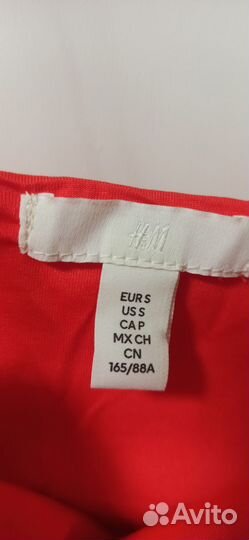 H&M
EUR S
US S
CA P
MX CH
CN
165/88A
Avito